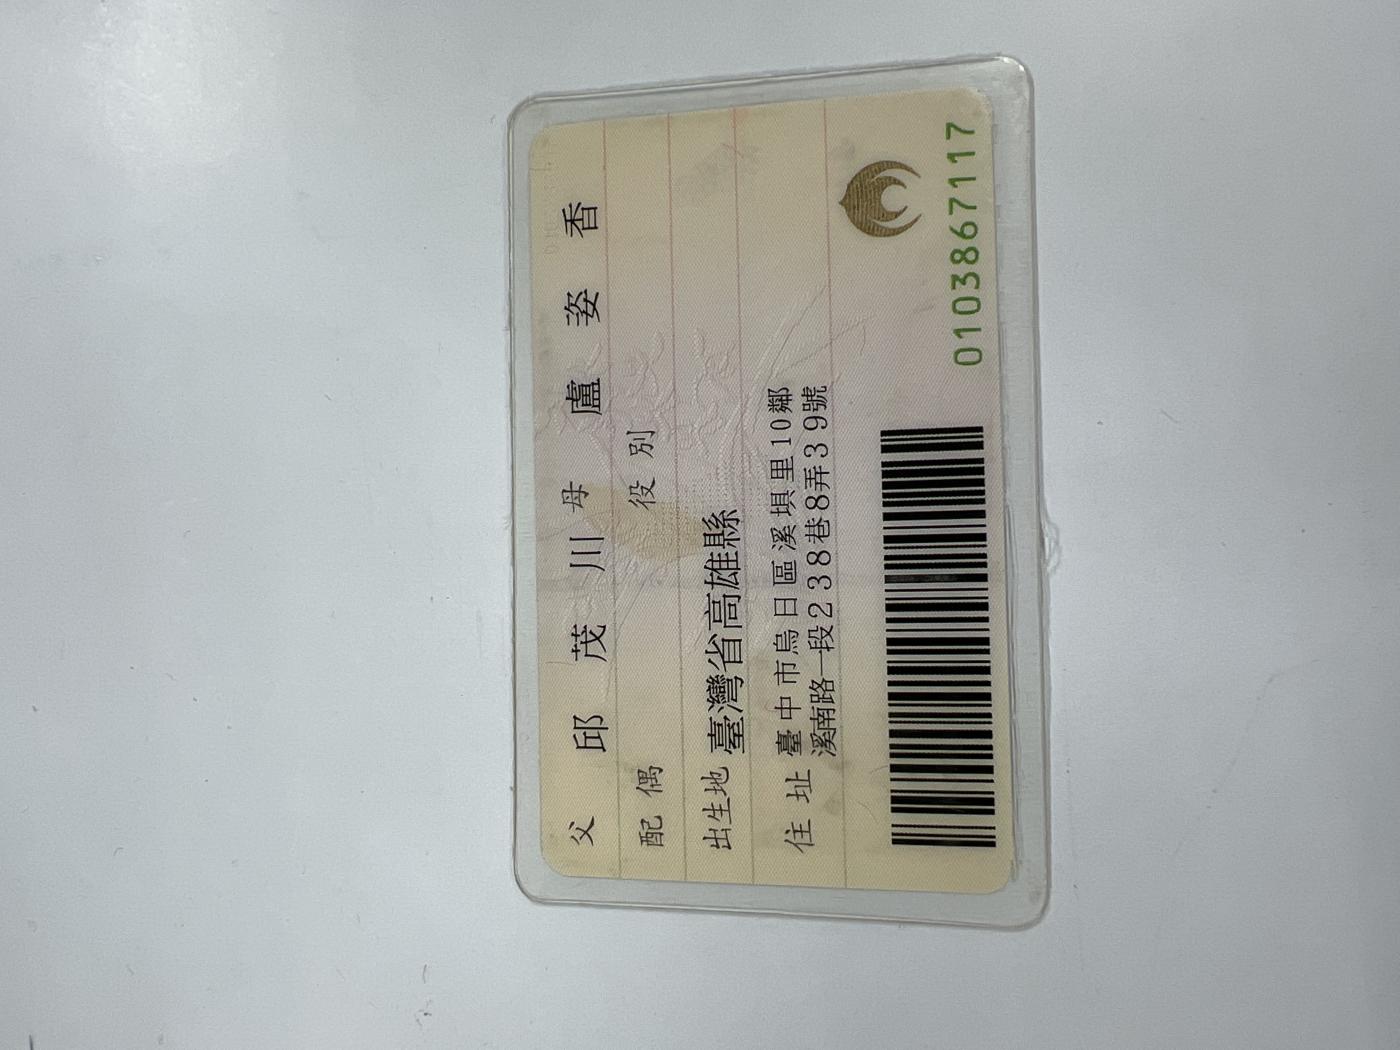 父 邱茂川 母 盧姿香
配偶 役別
出生地 臺灣省高雄縣
住址 臺中市烏日區溪埧里10鄰
溪南路一段238巷8弄39號
0103867117